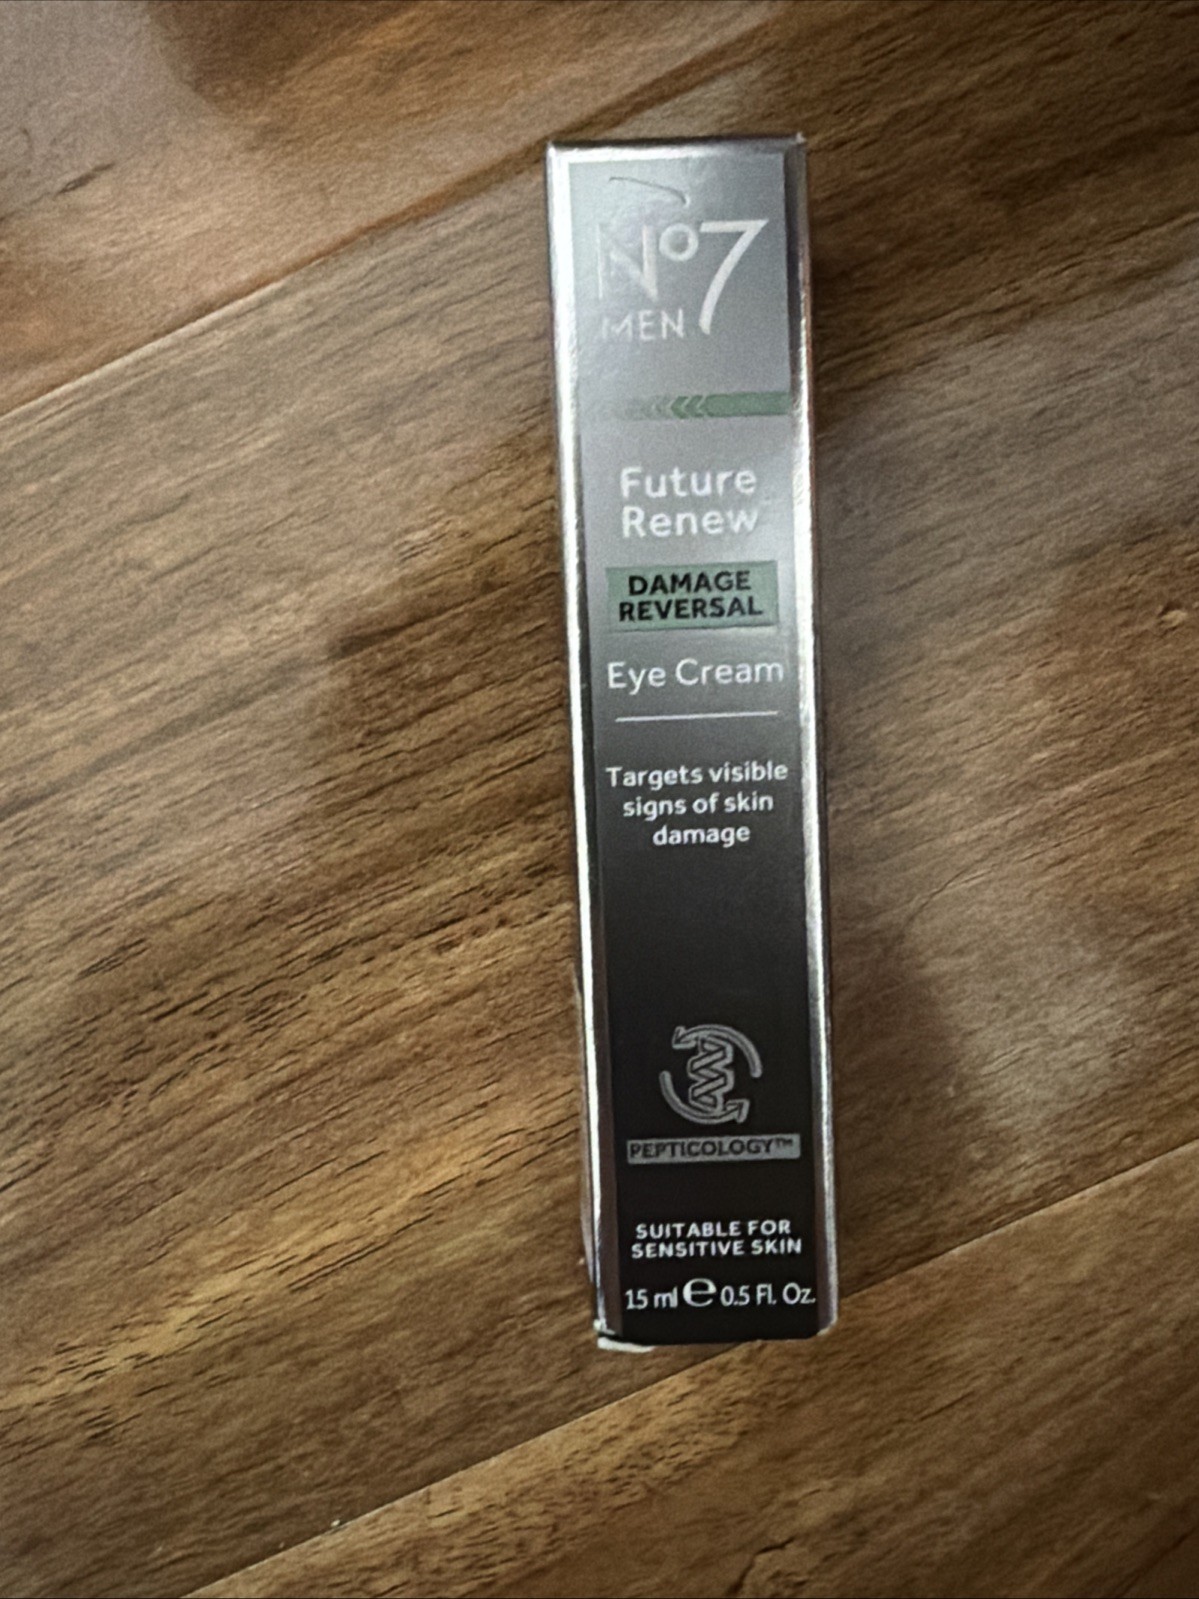 Nº7
MEN
Future
Renew
DAMAGE
REVERSAL
Eye Cream
Targets visible
signs of skin
damage
PEPTICOLOGY™
SUITABLE FOR
SENSITIVE SKIN
15 ml ℮ 0.5 Fl. Oz.